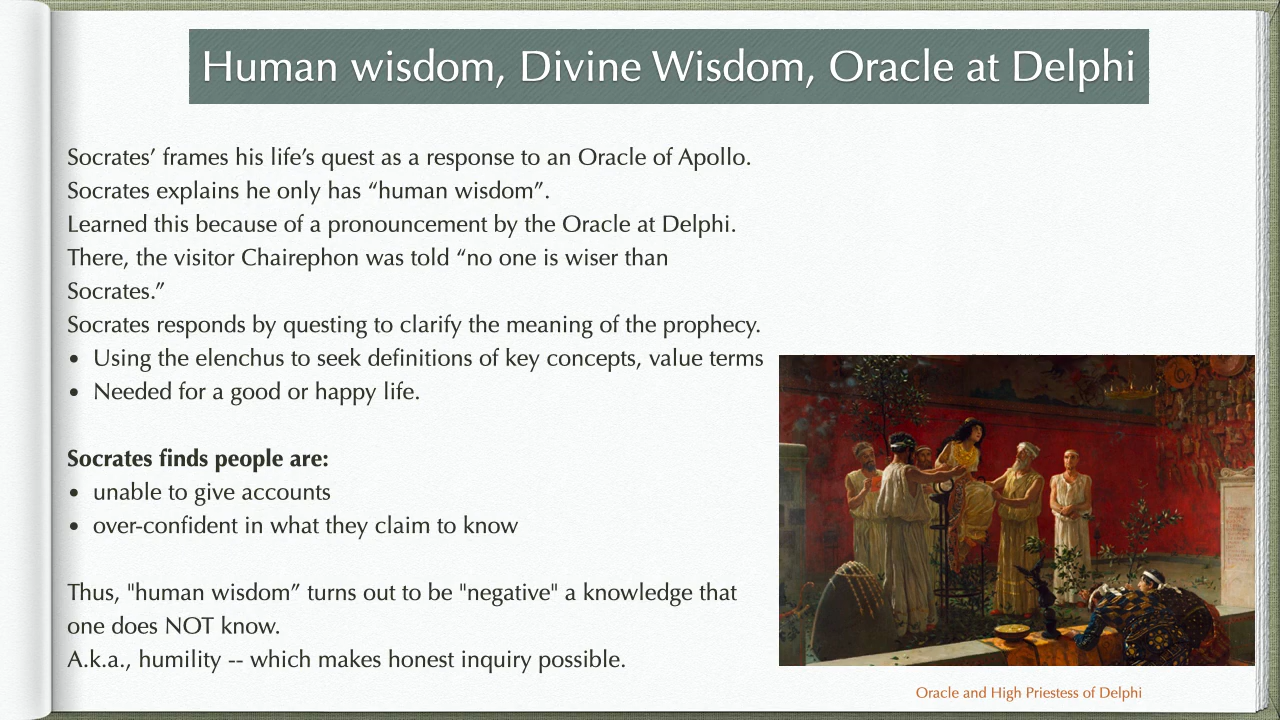 Human wisdom, Divine Wisdom, Oracle at Delphi
Socrates’ frames his life’s quest as a response to an Oracle of Apollo.
Socrates explains he only has “human wisdom”.
Learned this because of a pronouncement by the Oracle at Delphi.
There, the visitor Chairephon was told “no one is wiser than
Socrates.”
Socrates responds by questing to clarify the meaning of the prophecy.
• Using the elenchus to seek definitions of key concepts, value terms
• Needed for a good or happy life.
Socrates finds people are:
• unable to give accounts
• over-confident in what they claim to know
Thus, "human wisdom” turns out to be "negative" a knowledge that
one does NOT know.
A.k.a., humility -- which makes honest inquiry possible.
Oracle and High Priestess of Delphi